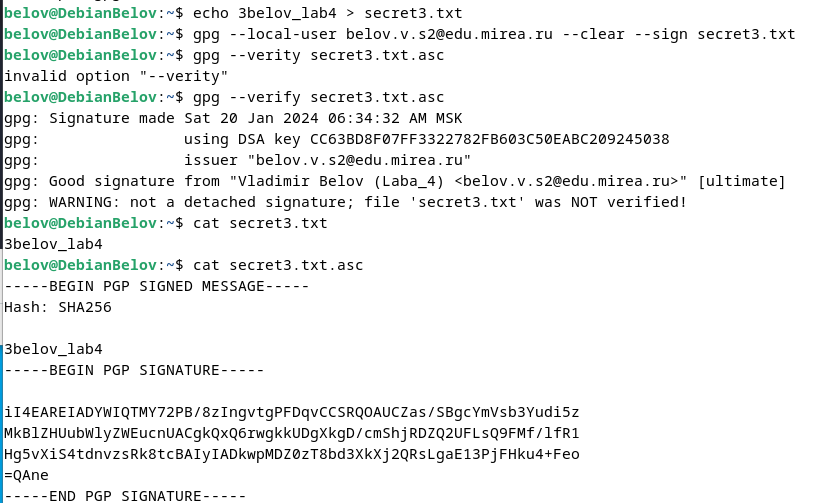 belov@DebianBelov:~$ echo 3belov_lab4 > secret3.txt
belov@DebianBelov:~$ gpg --local-user belov.v.s2@edu.mirea.ru --clear --sign secret3.txt
belov@DebianBelov:~$ gpg --verity secret3.txt.asc
invalid option "--verity"
belov@DebianBelov:~$ gpg --verify secret3.txt.asc
gpg: Signature made Sat 20 Jan 2024 06:34:32 AM MSK
gpg:                using DSA key CC63BD8F07FF3322782FB603C50EABC209245038
gpg:                issuer "belov.v.s2@edu.mirea.ru"
gpg: Good signature from "Vladimir Belov (Laba_4) <belov.v.s2@edu.mirea.ru>" [ultimate]
gpg: WARNING: not a detached signature; file 'secret3.txt' was NOT verified!
belov@DebianBelov:~$ cat secret3.txt
3belov_lab4
belov@DebianBelov:~$ cat secret3.txt.asc
-----BEGIN PGP SIGNED MESSAGE-----
Hash: SHA256
3belov_lab4
-----BEGIN PGP SIGNATURE-----
iI4EAREIADYWIQTMY72PB/8zIngvtgPFDqvCCSRQOAUCZas/SBgcYmVsb3Yudi5z
MkBlZHUubWlyZWEucnUACgkQxQ6rwgkkUDgXkgD/cmShjRDZQ2UFLsQ9FMf/lfR1
Hg5vXiS4tdnvzsRk8tcBAIyIADkwpMDZ0zT8bd3XkXj2QRsLgaE13PjFHku4+Feo
=QAne
-----END PGP SIGNATURE-----